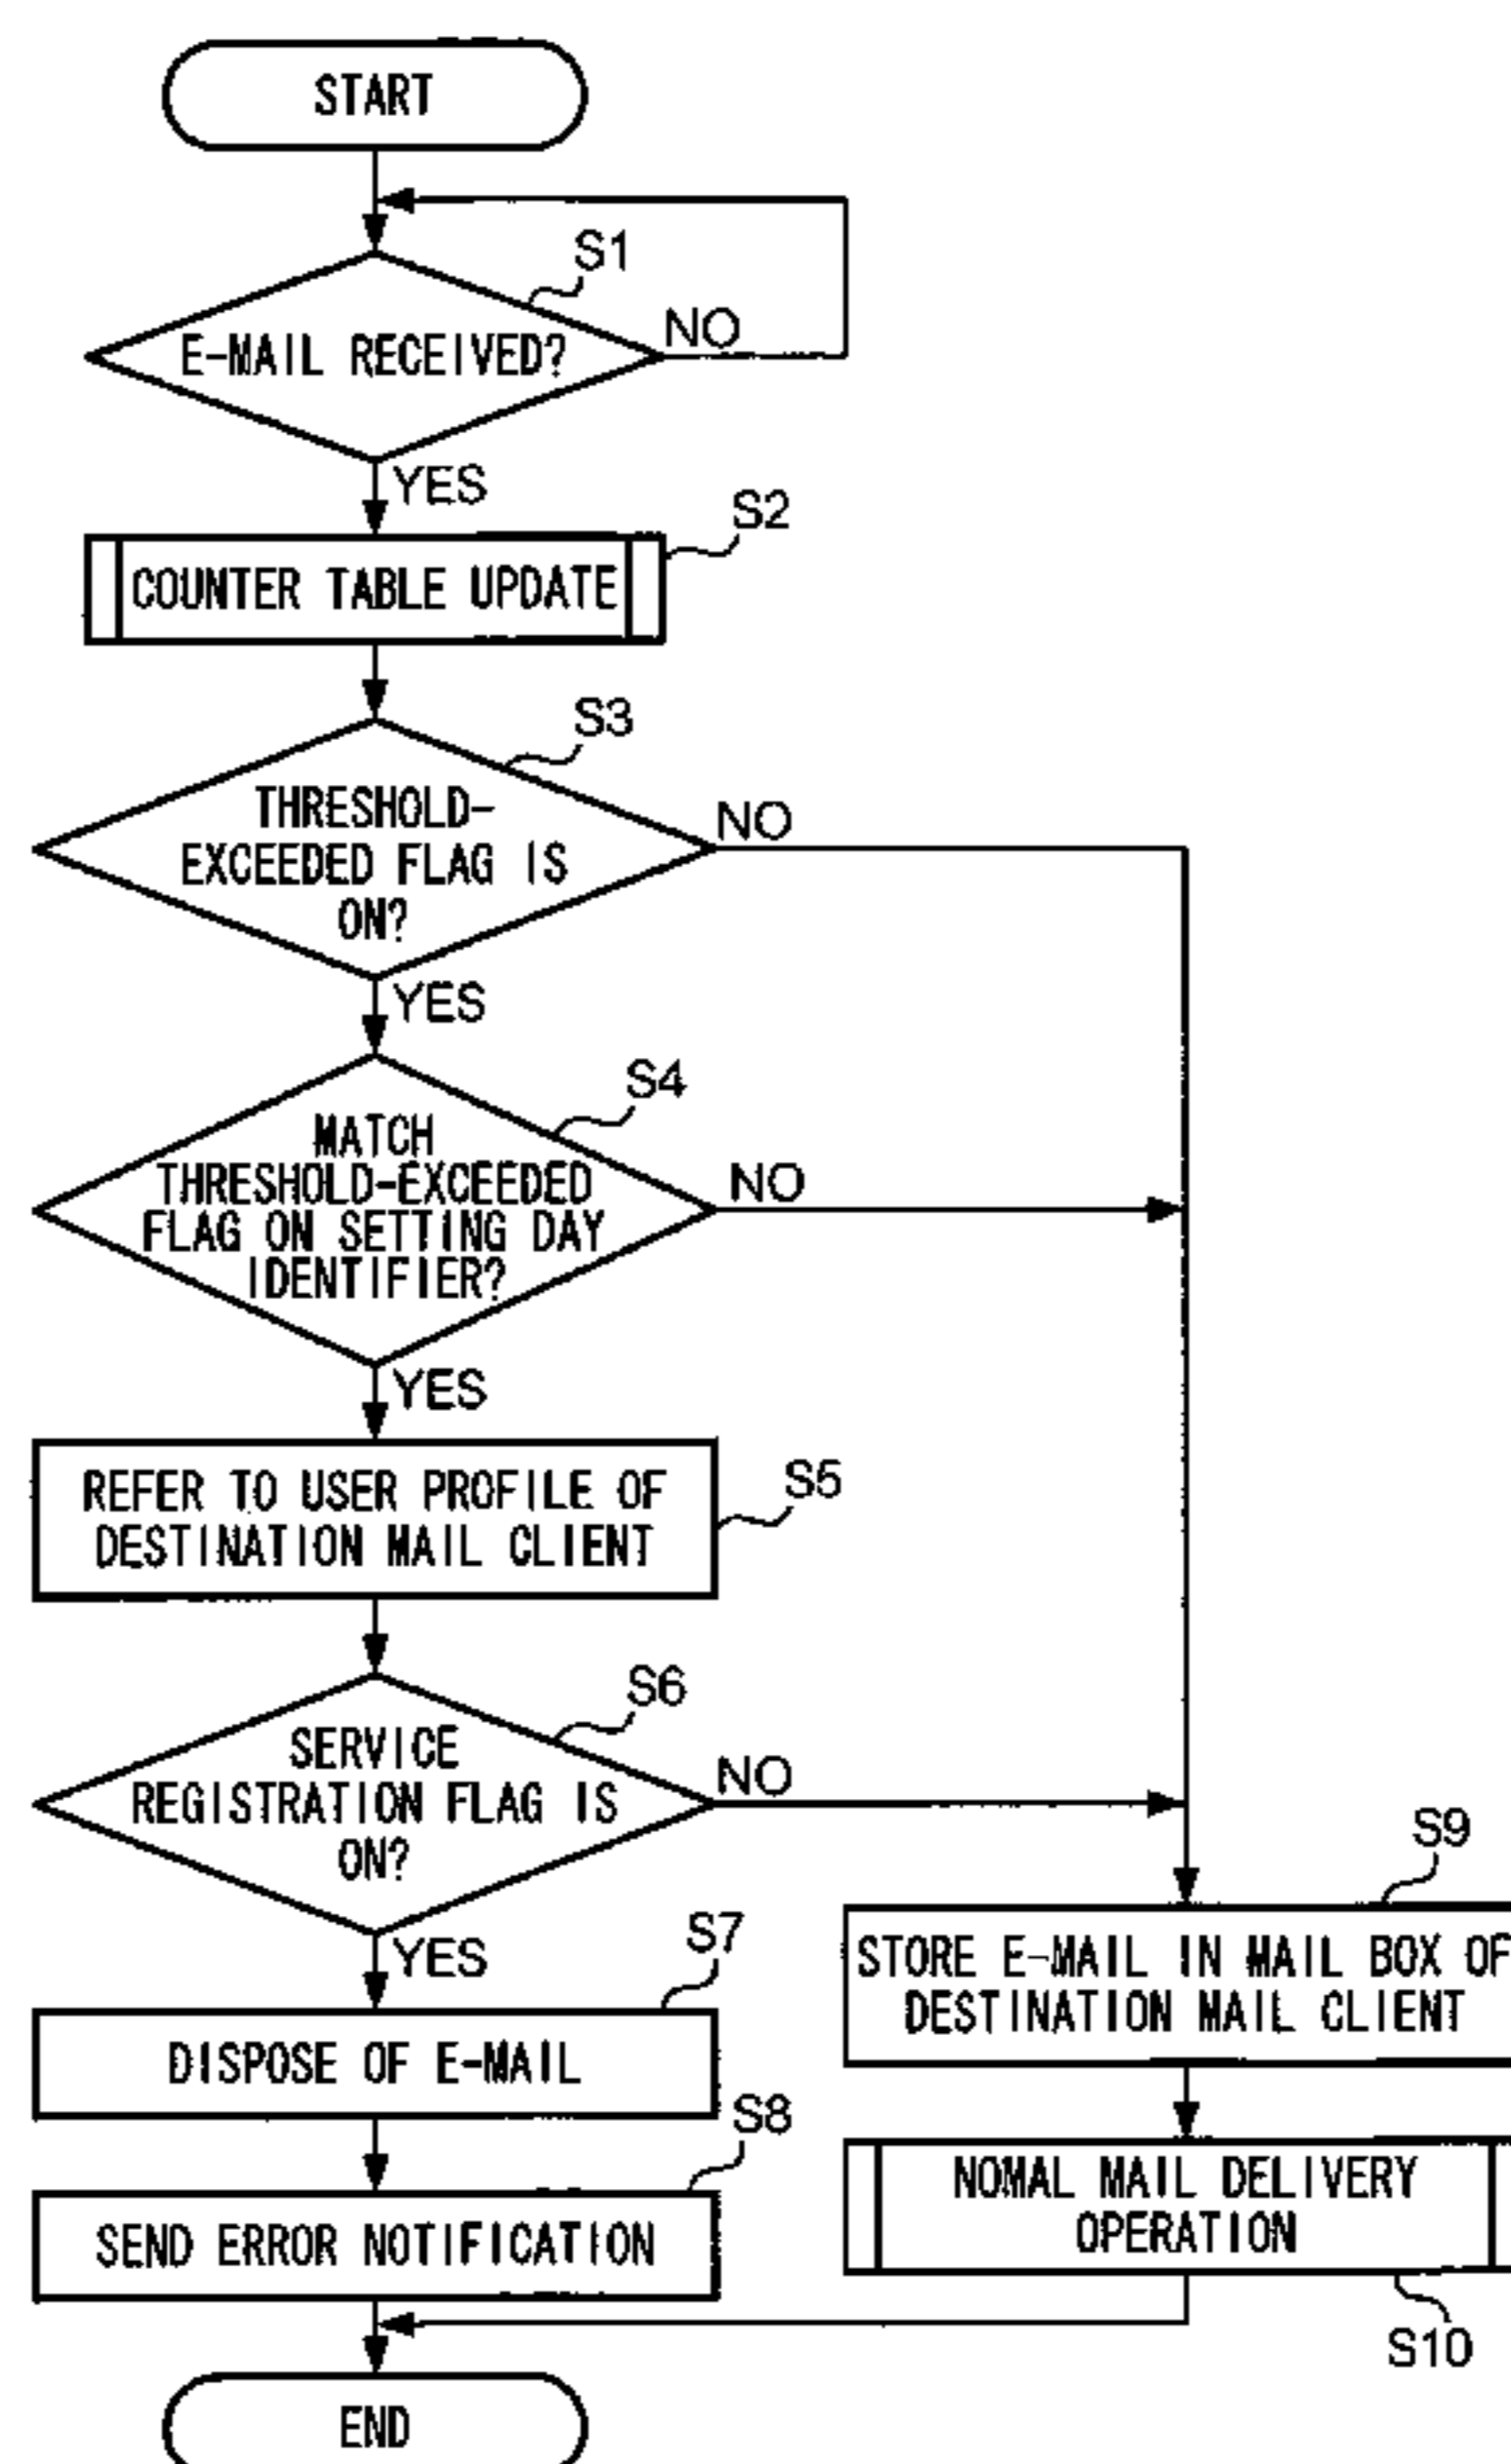 START
S1
E-MAIL RECEIVED?
NO
YES
S2
COUNTER TABLE UPDATE
S3
THRESHOLD-
EXCEEDED FLAG IS
ON?
NO
YES
S4
MATCH
THRESHOLD-EXCEEDED
FLAG ON SETTING DAY
IDENTIFIER?
NO
YES
REFER TO USER PROFILE OF
DESTINATION MAIL CLIENT
S5
S6
SERVICE
REGISTRATION FLAG IS
ON?
NO
YES
S7
DISPOSE OF E-MAIL
S8
SEND ERROR NOTIFICATION
S9
STORE E-MAIL IN MAIL BOX OF
DESTINATION MAIL CLIENT
NOMAL MAIL DELIVERY
OPERATION
S10
END